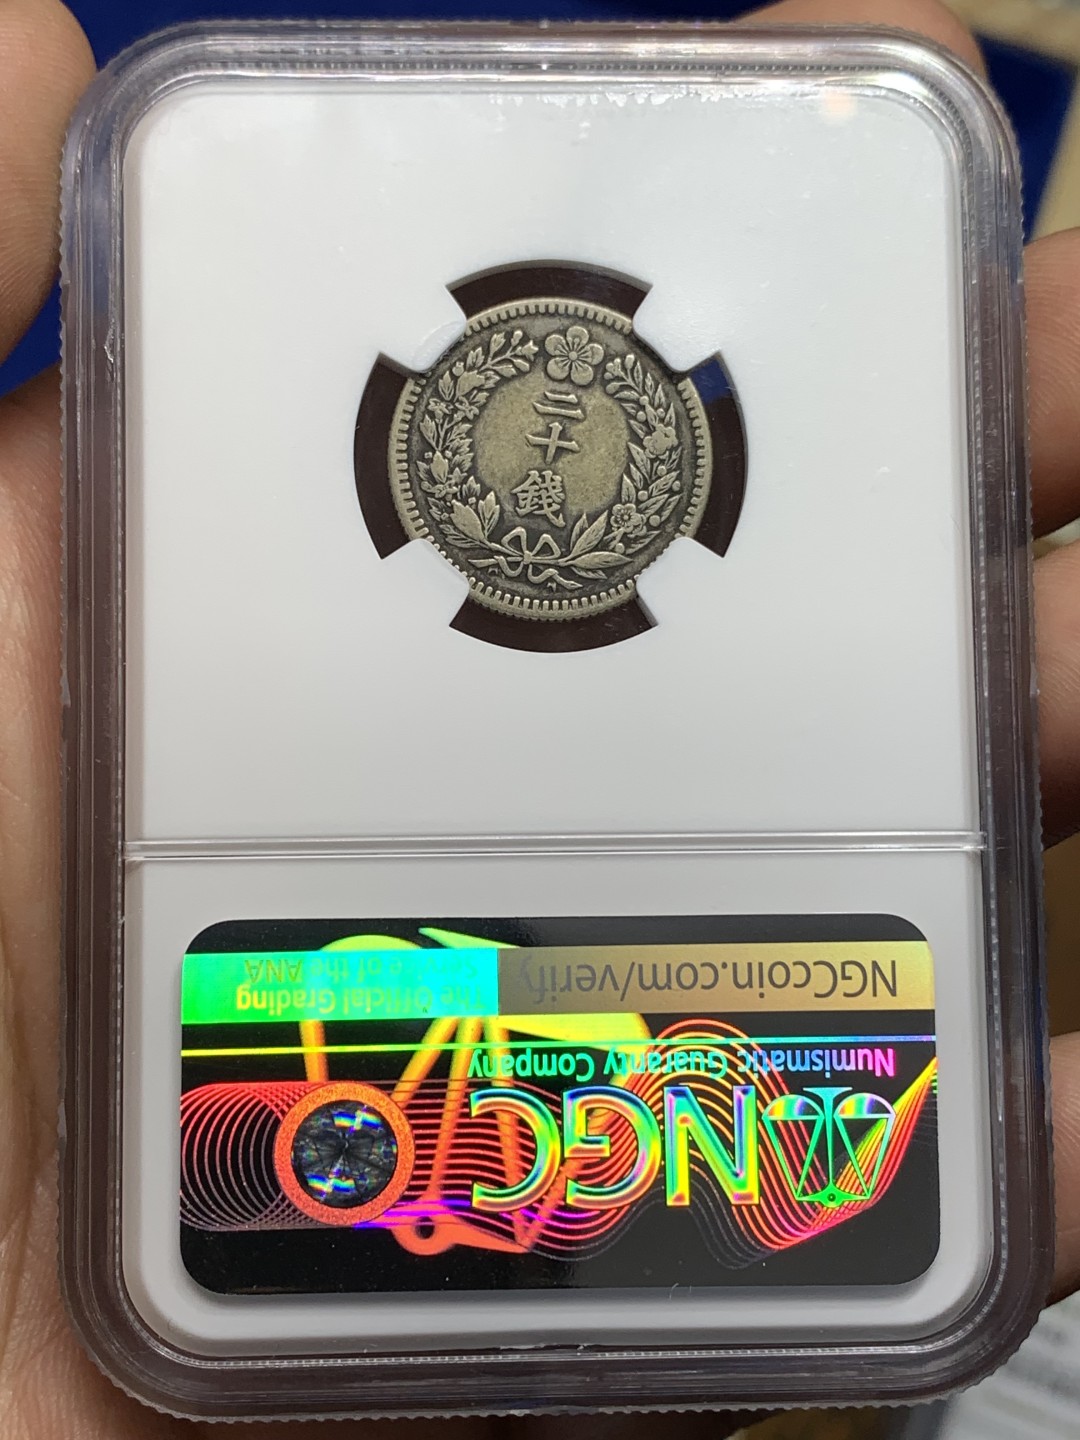 二
十
錢
NGCcoin.com/verify
The Official Grading
Service of the ANA
Numismatic Guaranty Company
NGC